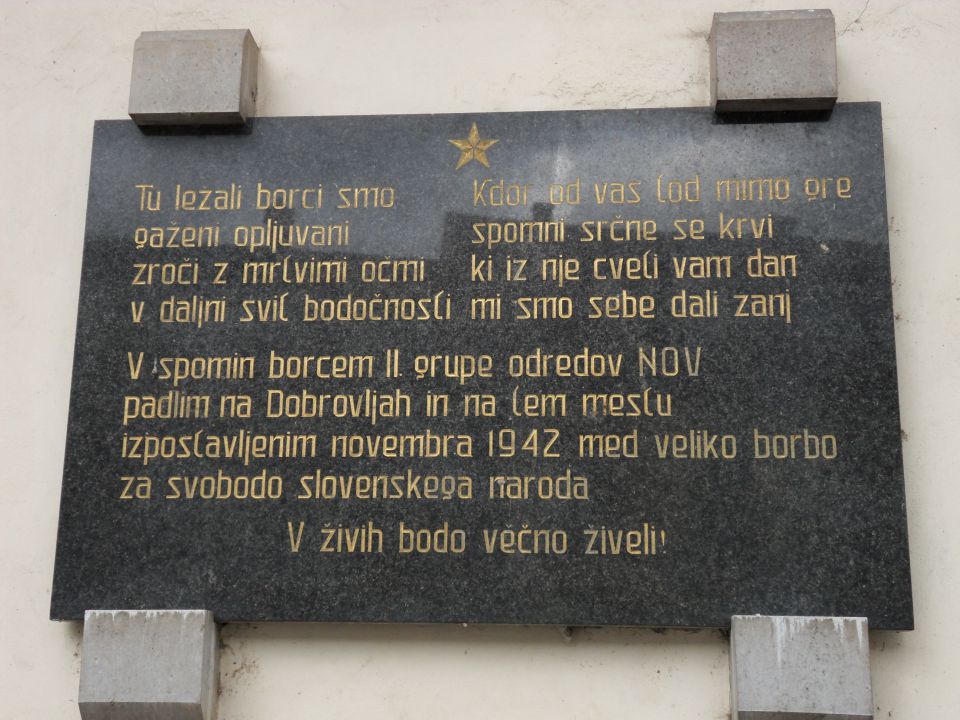 Tu ležali borci smo
gaženi opljuvani
zroči z mrtvimi očmi
v daljni svit bodočnosti
Kdor od vas tod mimo gre
spomni srčne se krvi
ki iz nje cveti vam dan
mi smo sebe dali zanj
V spomin borcem II. grupe odredov NOV
padlim na Dobrovljah in na tem mestu
izpostavljenim novembra 1942 med veliko borbo
za svobodo slovenskega naroda
V živih bodo věčno živeli!